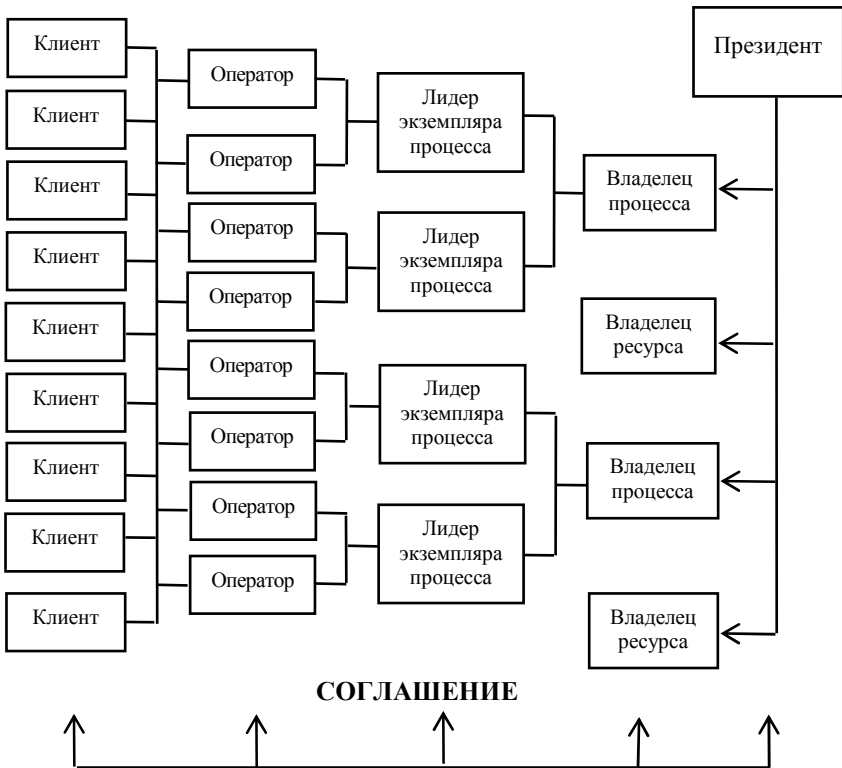 Клиент
Клиент
Клиент
Клиент
Клиент
Клиент
Клиент
Клиент
Клиент
Оператор
Оператор
Оператор
Оператор
Оператор
Оператор
Оператор
Оператор
Лидер
экземпляра
процесса
Лидер
экземпляра
процесса
Лидер
экземпляра
процесса
Лидер
экземпляра
процесса
Владелец
процесса
Владелец
ресурса
Владелец
процесса
Владелец
ресурса
Президент
СОГЛАШЕНИЕ